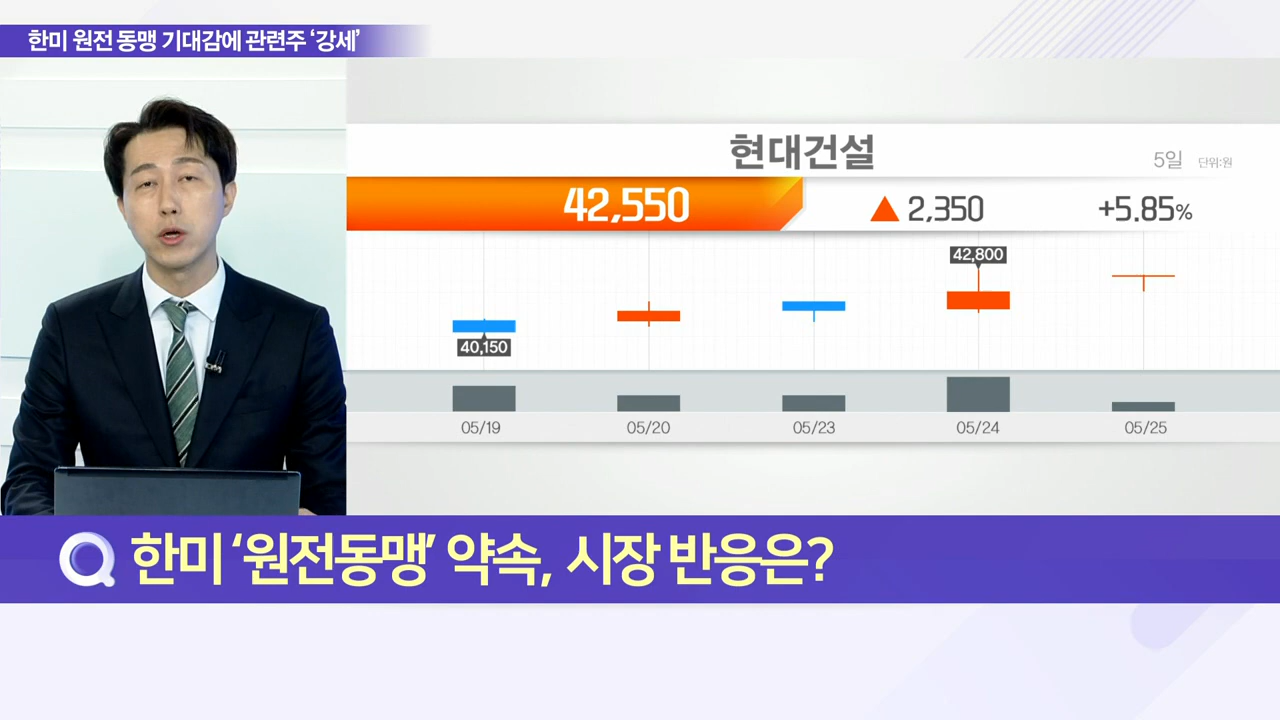 한미 원전 동맹 기대감에 관련주 ‘강세’
현대건설
5일 단위:원
42,550 ▲ 2,350 +5.85%
42,800
40,150
05/19 05/20 05/23 05/24 05/25
Q 한미 ‘원전동맹’ 약속, 시장 반응은?